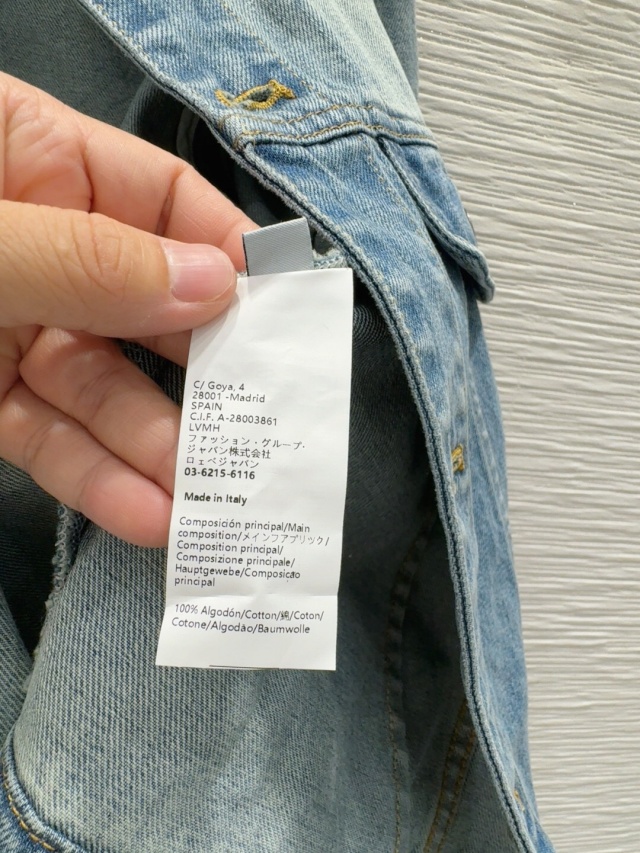 C/ Goya, 4
28001 -Madrid
SPAIN
C.I.F. A-28003861
LVMH
ファッション・グループ・
ジャパン株式会社
ロェベジャパン
03-6215-6116
Made in Italy
Composición principal/Main
composition/メインフアプリック/
Composition principal/
Composizione principale/
Hauptgewebe/Composicao
principal
100% Algodón/Cotton/綿/Coton/
Cotone/Algodão/Baumwolle